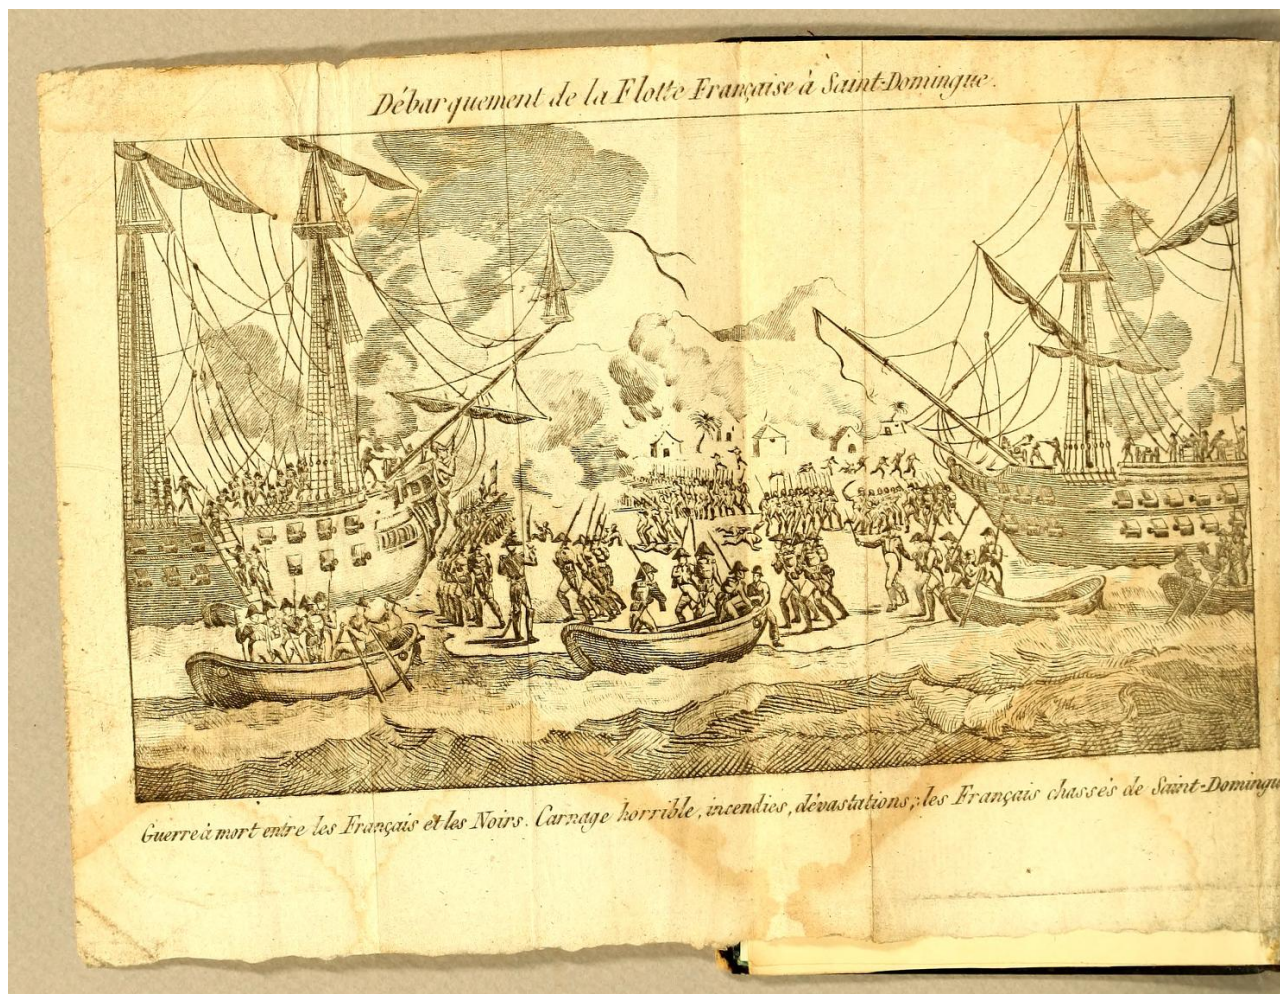 Débarquement de la Flotte Française à Saint-Domingue.
Guerre à mort entre les Français et les Noirs. Carnage horrible, incendies, dévastations; les Français chassés de Saint-Domingu